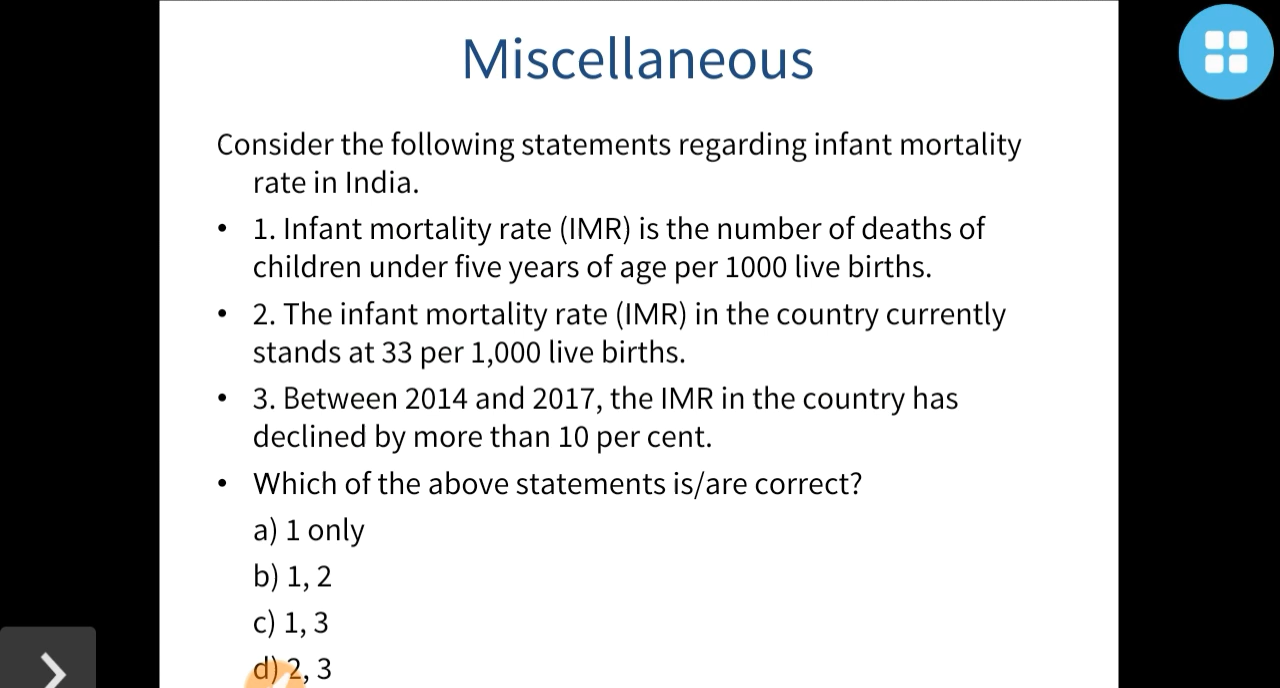 Miscellaneous
Consider the following statements regarding infant mortality
rate in India.
• 1. Infant mortality rate (IMR) is the number of deaths of
children under five years of age per 1000 live births.
• 2. The infant mortality rate (IMR) in the country currently
stands at 33 per 1,000 live births.
• 3. Between 2014 and 2017, the IMR in the country has
declined by more than 10 per cent.
• Which of the above statements is/are correct?
a) 1 only
b) 1, 2
c) 1, 3
d) 2, 3